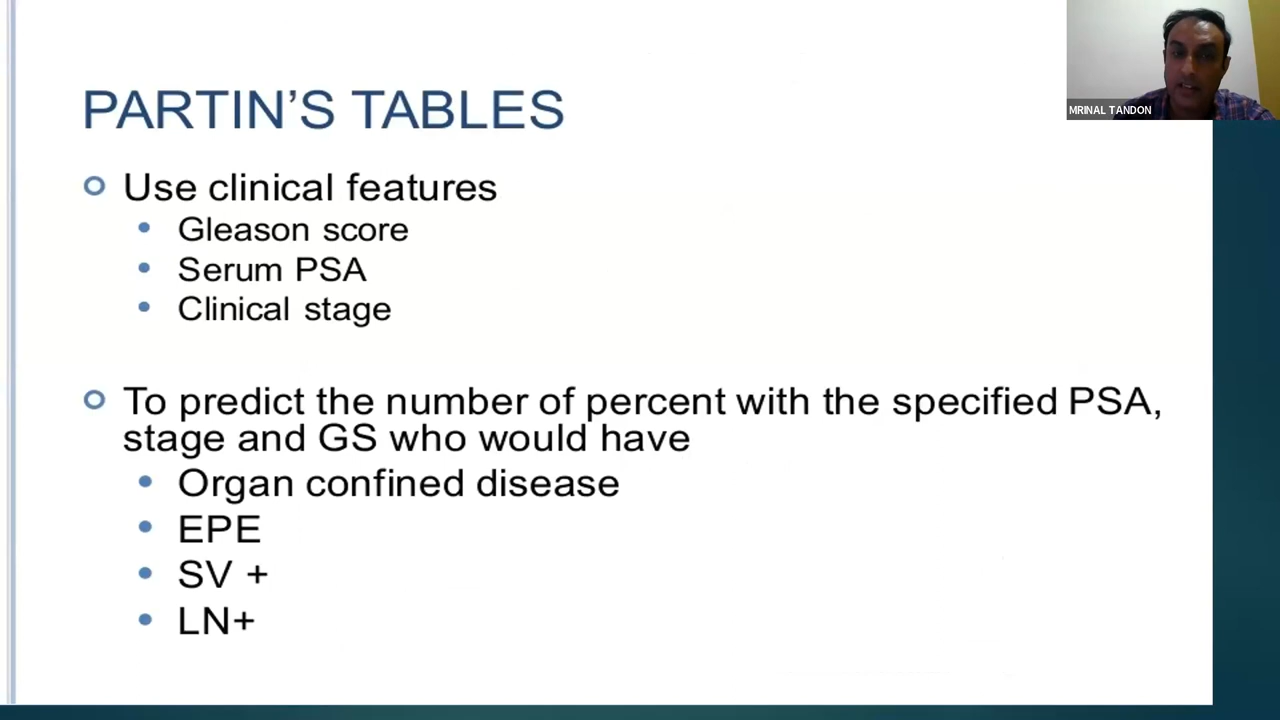 PARTIN'S TABLES
Use clinical features
Gleason score
Serum PSA
Clinical stage
To predict the number of percent with the specified PSA,
stage and GS who would have
Organ confined disease
EPE
SV +
LN+
MRINAL TANDON